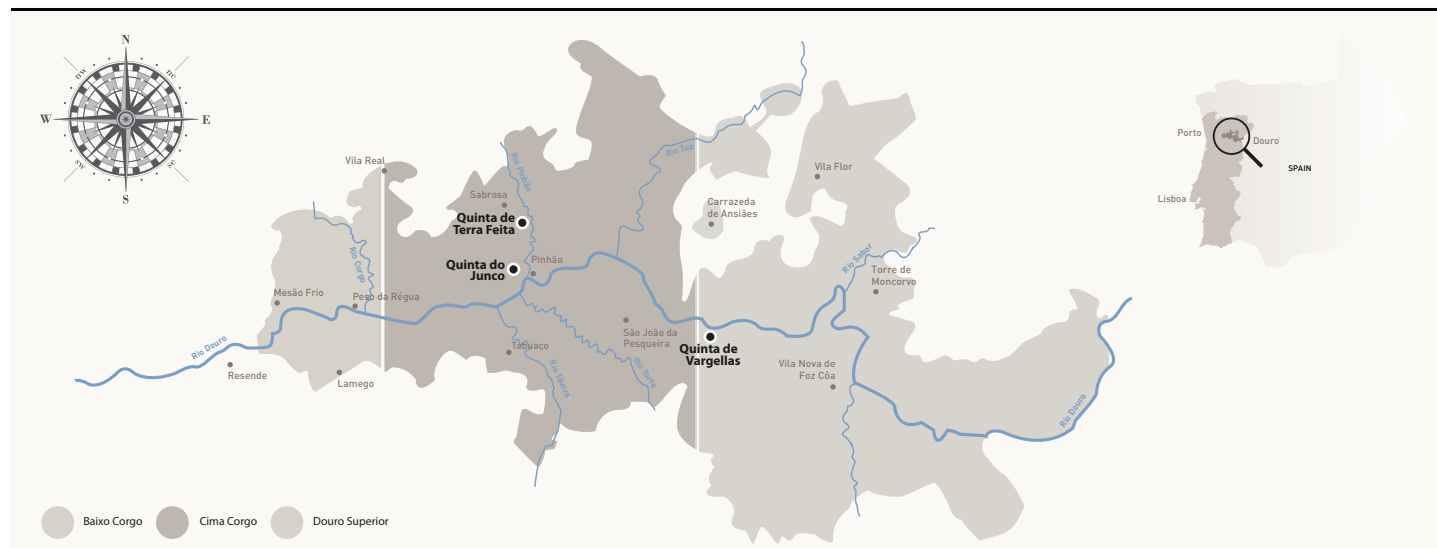 N
nw
ne
W
E
sw
se
S
Vila Real
Rio Pinhão
Rio Tua
Sabrosa
Quinta de
Terra Feita
Vila Flor
Carrazeda
de Ansiães
Rio Corgo
Quinta do
Junco
Pinhão
Rio Sabor
Torre de
Moncorvo
Mesão Frio
Peso da Régua
São João da
Pesqueira
Quinta de
Vargellas
Rio Douro
Tabuaço
Resende
Lamego
Rio Távora
Rio Torto
Vila Nova de
Foz Côa
Rio Douro
Porto
Douro
SPAIN
Lisboa
Baixo Corgo
Cima Corgo
Douro Superior